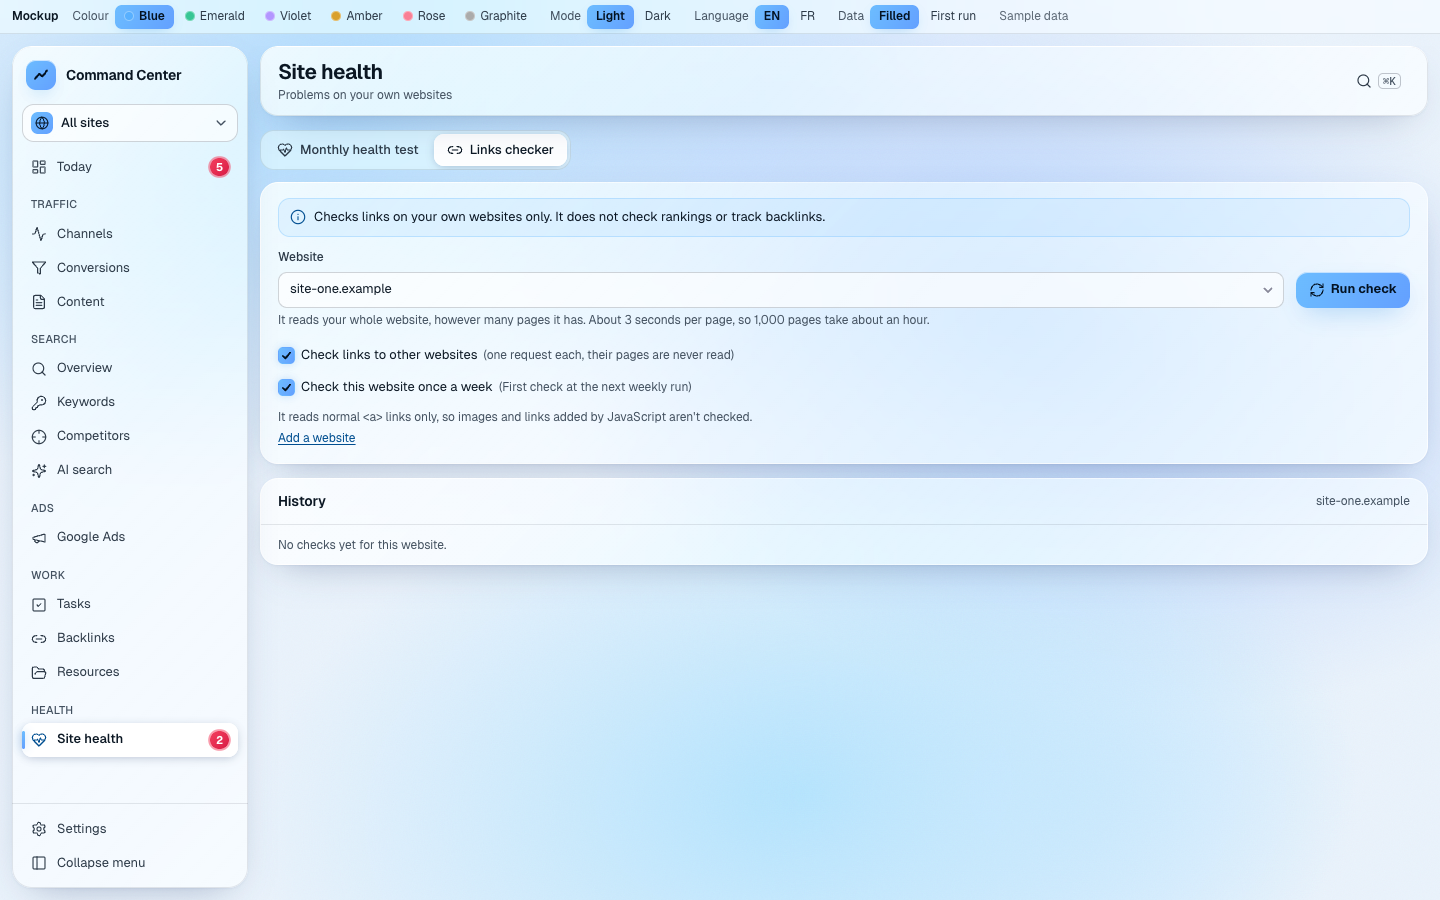 Mockup Colour Blue Emerald Violet Amber Rose Graphite Mode Light Dark Language EN FR Data Filled First run Sample data
Command Center
All sites
Today 5
TRAFFIC
Channels
Conversions
Content
SEARCH
Overview
Keywords
Competitors
AI search
ADS
Google Ads
WORK
Tasks
Backlinks
Resources
HEALTH
Site health 2
Settings
Collapse menu
Site health
Problems on your own websites
⌘K
Monthly health test Links checker
Checks links on your own websites only. It does not check rankings or track backlinks.
Website
site-one.example Run check
It reads your whole website, however many pages it has. About 3 seconds per page, so 1,000 pages take about an hour.
Check links to other websites (one request each, their pages are never read)
Check this website once a week (First check at the next weekly run)
It reads normal <a> links only, so images and links added by JavaScript aren't checked.
Add a website
History site-one.example
No checks yet for this website.